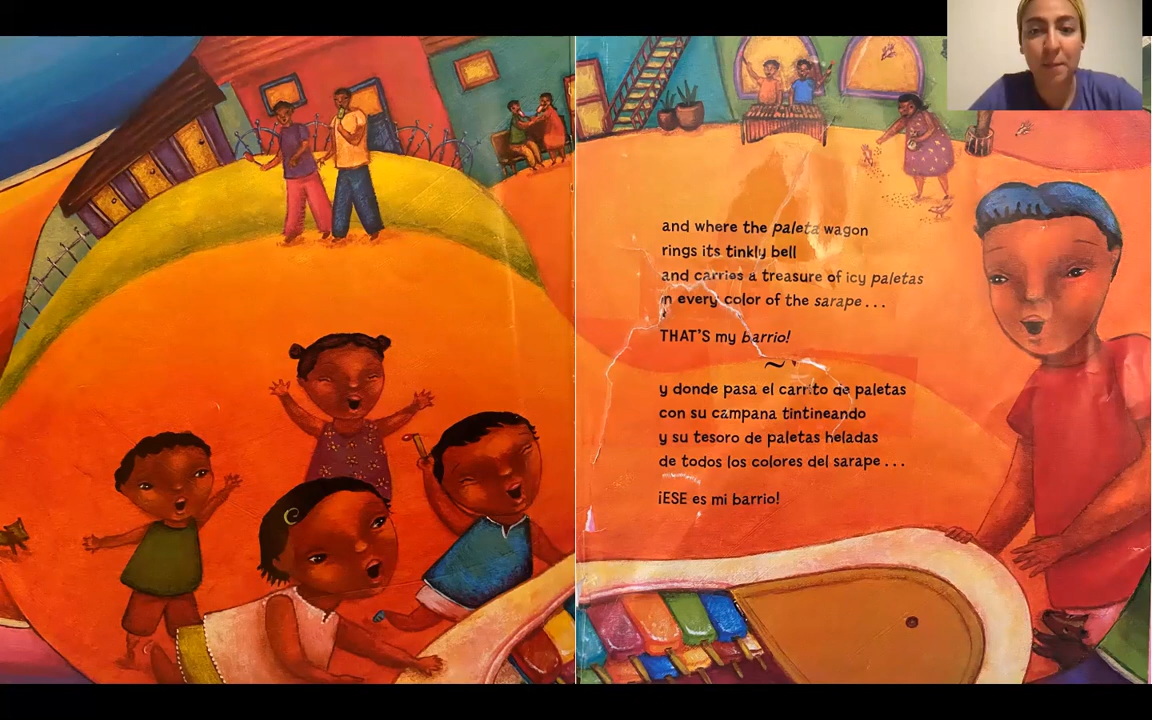 and where the paleta wagon
rings its tinkly bell
and carries a treasure of icy paletas
in every color of the sarape . . .
THAT'S my barrio!
~
y donde pasa el carrito de paletas
con su campana tintineando
y su tesoro de paletas heladas
de todos los colores del sarape . . .
¡ESE es mi barrio!